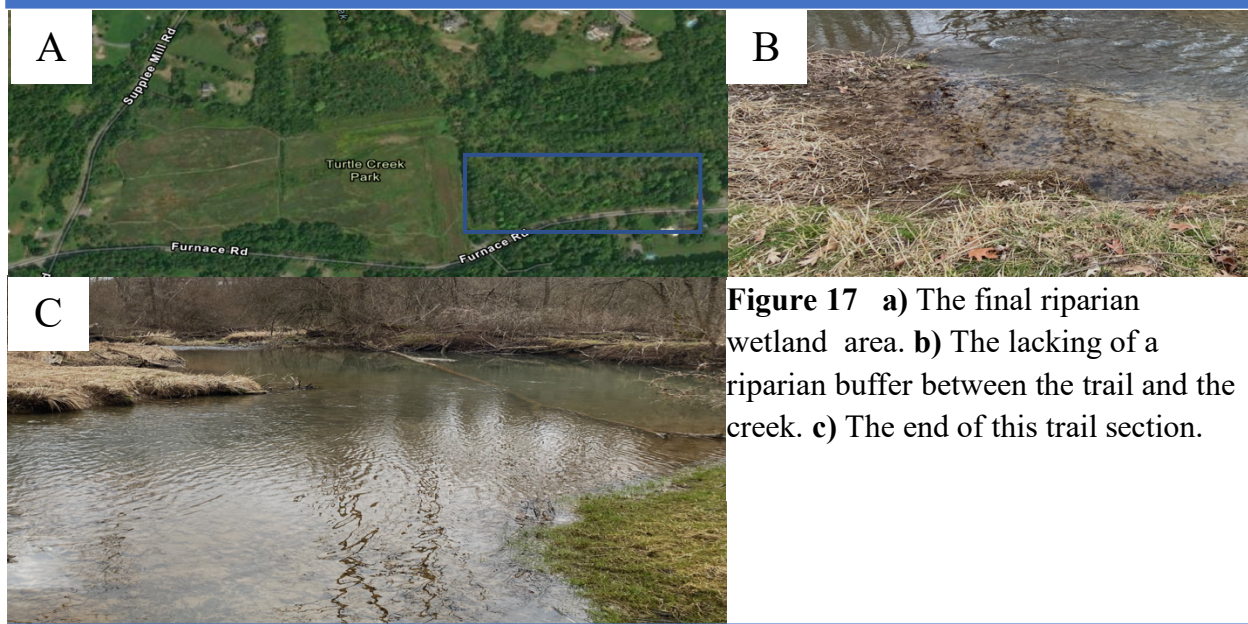 A
Supplee Mill Rd
Turtle Creek
Park
Furnace Rd
Furnace Rd
B
C
Figure 17 a) The final riparian
wetland area. b) The lacking of a
riparian buffer between the trail and the
creek. c) The end of this trail section.